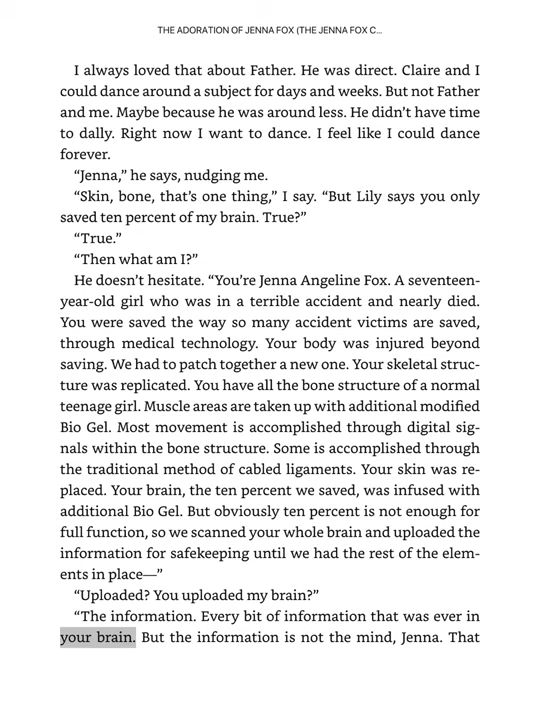 THE ADORATION OF JENNA FOX (THE JENNA FOX C...
I always loved that about Father. He was direct. Claire and I
could dance around a subject for days and weeks. But not Father
and me. Maybe because he was around less. He didn’t have time
to dally. Right now I want to dance. I feel like I could dance
forever.
“Jenna,” he says, nudging me.
“Skin, bone, that’s one thing,” I say. “But Lily says you only
saved ten percent of my brain. True?”
“True.”
“Then what am I?”
He doesn’t hesitate. “You’re Jenna Angeline Fox. A seventeen-
year-old girl who was in a terrible accident and nearly died.
You were saved the way so many accident victims are saved,
through medical technology. Your body was injured beyond
saving. We had to patch together a new one. Your skeletal struc-
ture was replicated. You have all the bone structure of a normal
teenage girl. Muscle areas are taken up with additional modified
Bio Gel. Most movement is accomplished through digital sig-
nals within the bone structure. Some is accomplished through
the traditional method of cabled ligaments. Your skin was re-
placed. Your brain, the ten percent we saved, was infused with
additional Bio Gel. But obviously ten percent is not enough for
full function, so we scanned your whole brain and uploaded the
information for safekeeping until we had the rest of the elem-
ents in place—”
“Uploaded? You uploaded my brain?”
“The information. Every bit of information that was ever in
your brain. But the information is not the mind, Jenna. That